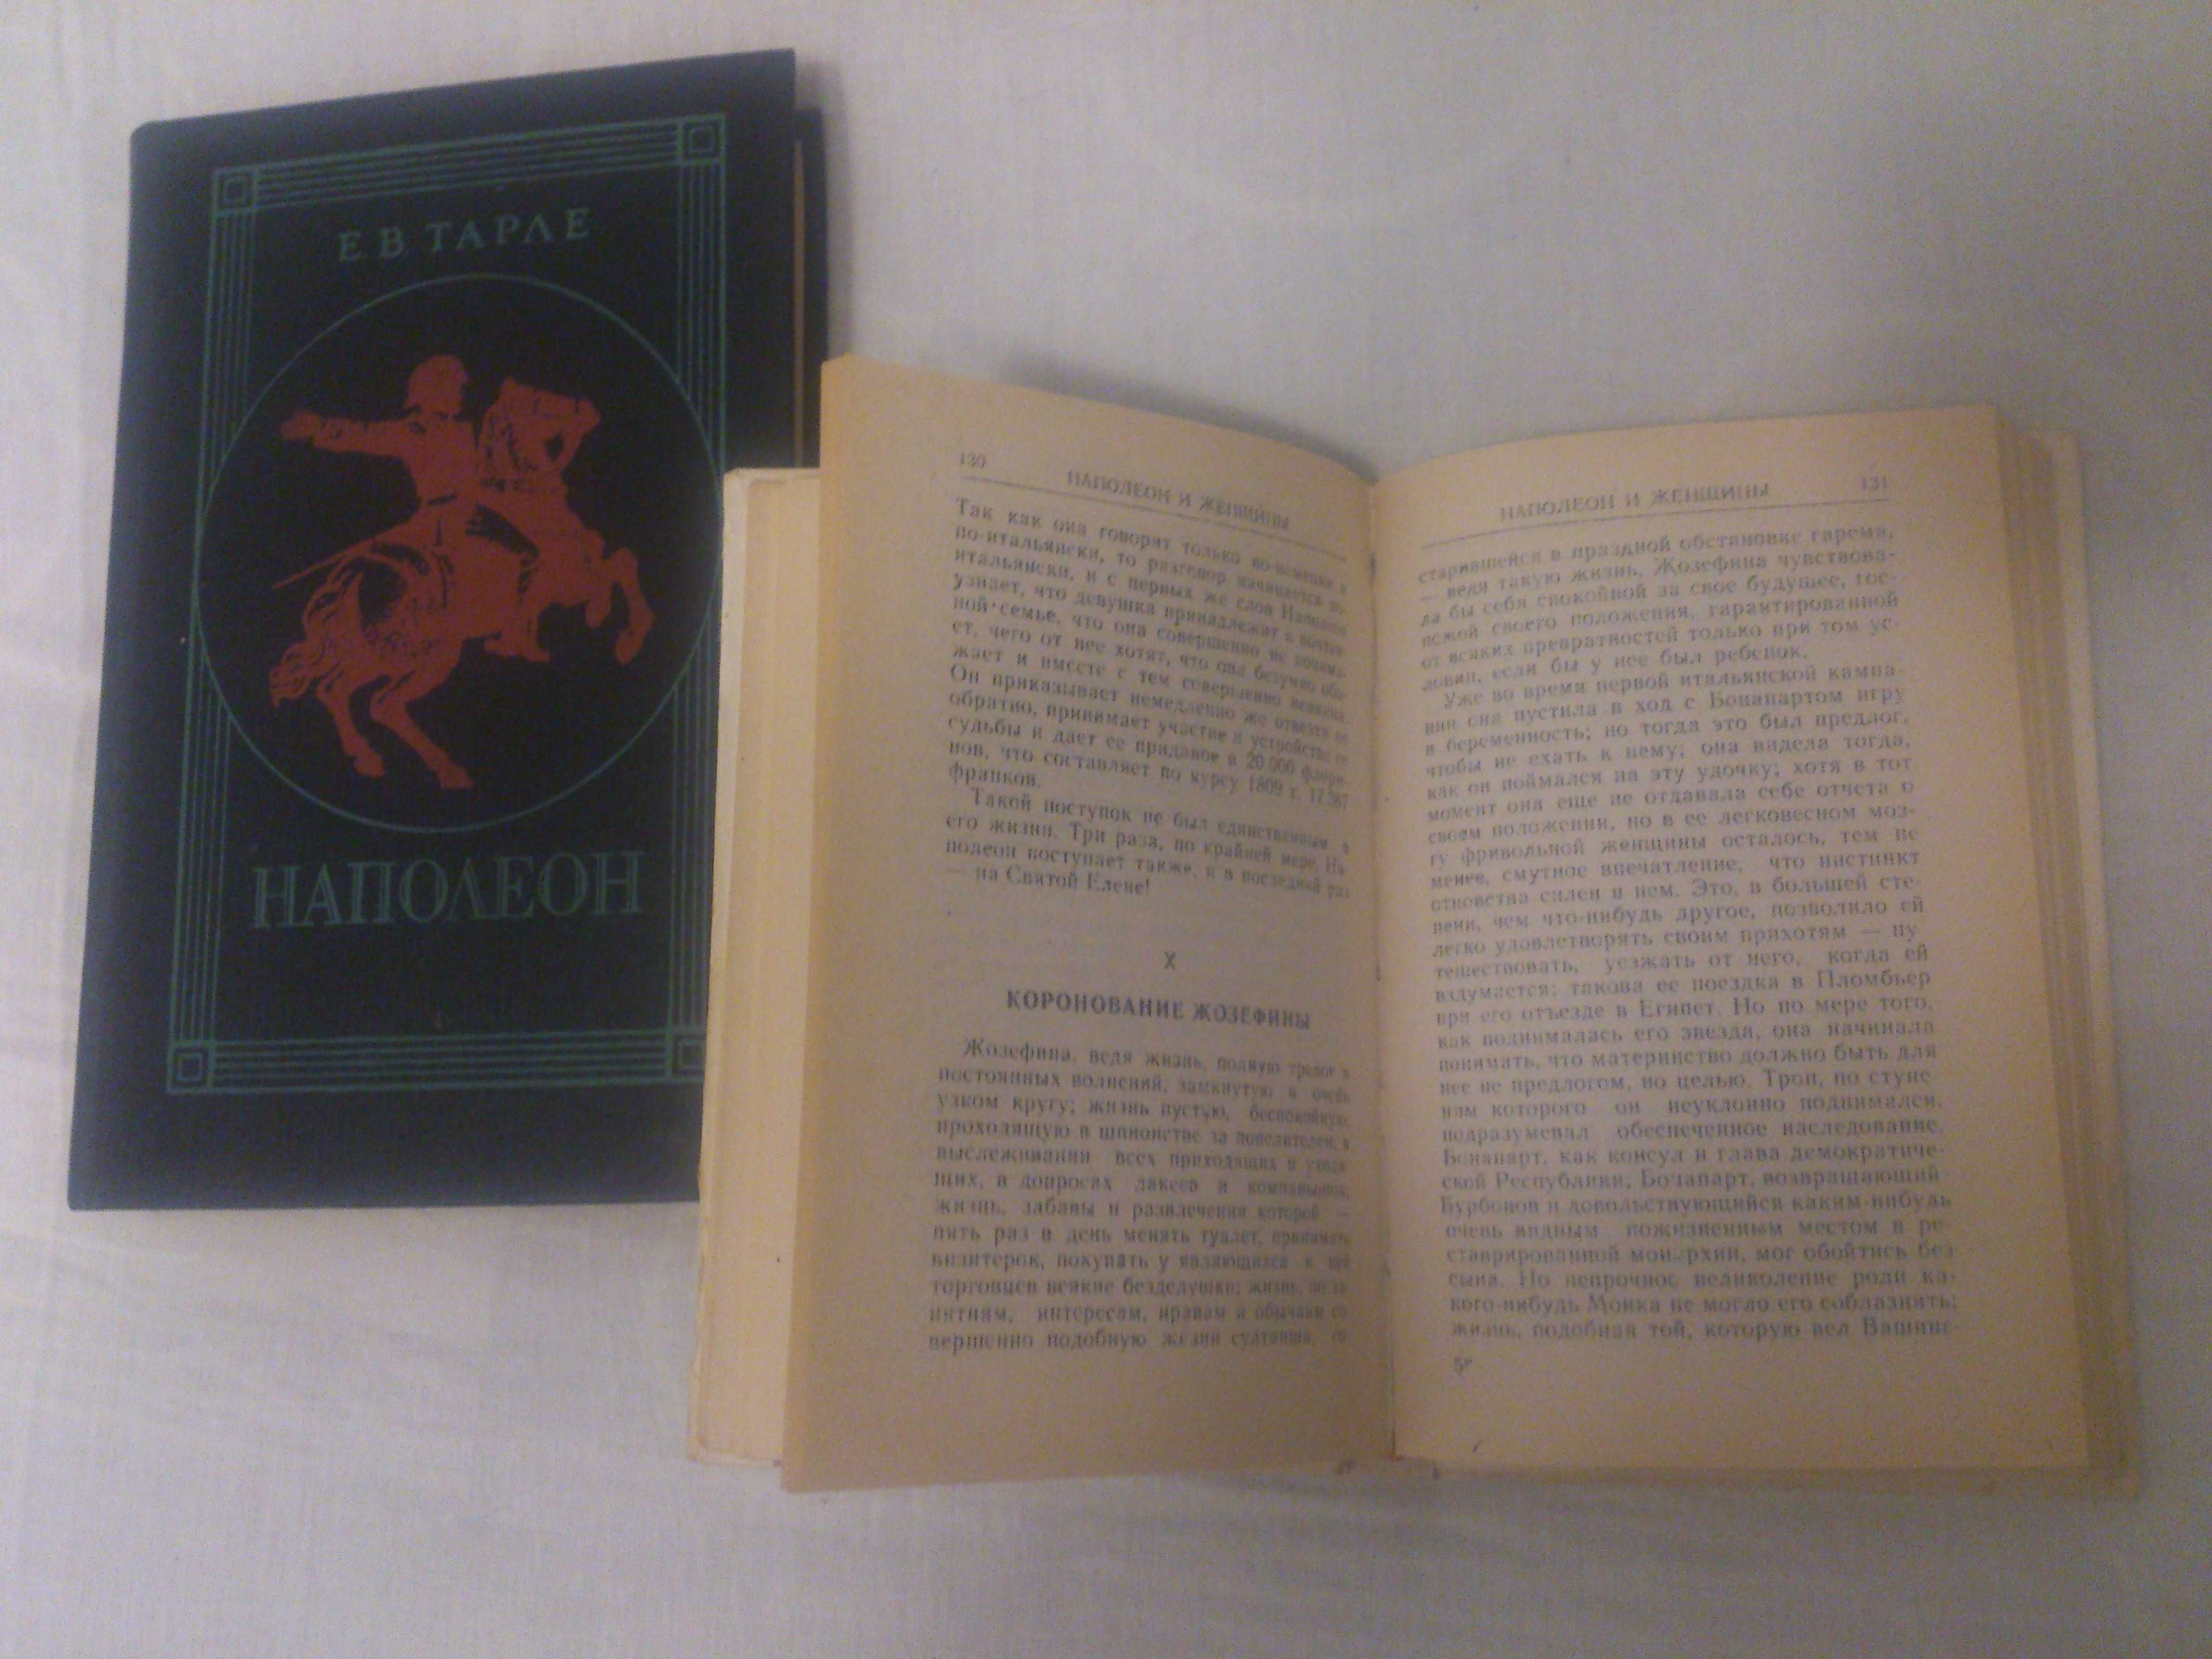 Е. В. ТАРЛЕ
НАПОЛЕОН
130
НАПОЛЕОН И ЖЕНЩИНЫ
Так как она говорит только по-немецки и
по-итальянски, то разговор начинается по-
итальянски, и с первых же слов Наполеон
узнает, что девушка принадлежит к почтен-
ной семье, что она совершенно не понима-
ет, чего от нее хотят, что она безумно обо-
жает и вместе с тем совершенно невинна.
Он приказывает немедленно же отвезти ее
обратно, принимает участие в устройстве ее
судьбы и дает ее приданое в 20 000 флори-
нов, что составляет по курсу 1809 г. 17.267
франков.
Такой поступок не был единственным в
его жизни. Три раза, по крайней мере, На-
полеон поступает также, и в последний раз
— на Святой Елене!
X
КОРОНОВАНИЕ ЖОЗЕФИНЫ
Жозефина, ведя жизнь, полную тревог и
постоянных волнений, замкнутую в очень
узком кругу; жизнь пустую, беспокойную,
проходящую в шпионстве за повелителем, в
выслеживании всех приходящих и уходя-
щих, в допросах лакеев и компаньонок,
жизнь, забавы и развлечения которой —
пять раз в день менять туалет, принимать
визитерок, покупать у являющихся к ней
торговцев всякие безделушки; жизнь, по за-
нятиям, интересам, нравам и обычаям со-
вершенно подобную жизни султанши, со-
НАПОЛЕОН И ЖЕНЩИНЫ
131
старившейся в праздной обстановке гарема,
— ведя такую жизнь, Жозефина чувствова-
ла бы себя спокойной за свое будущее, гос-
пожой своего положения, гарантированной
от всяких превратностей только при том ус-
ловии, если бы у нее был ребенок.
Уже во время первой итальянской кампа-
нии она пустила в ход с Бонапартом игру
в беременность; но тогда это был предлог,
чтобы не ехать к нему; она видела тогда,
как он поймался на эту удочку; хотя в тот
момент она еще не отдавала себе отчета о
своем положении, но в ее легковесном моз-
гу фривольной женщины осталось, тем не
менее, смутное впечатление, что инстинкт
отцовства силен в нем. Это, в большей сте-
пени, чем что-нибудь другое, позволило ей
легко удовлетворять своим прихотям — пу
тешествовать, уезжать от него, когда ей
вздумается; такова ее поездка в Пломбьер
при его отъезде в Египет. Но по мере того,
как поднималась его звезда, она начинала
понимать, что материнство должно быть для
нее не предлогом, но целью. Трон, по ступе
ням которого он неуклонно поднимался,
подразумевал обеспеченное наследование.
Бонапарт, как консул и глава демократиче-
ской Республики, Бонапарт, возвращающий
Бурбонов и довольствующийся каким-нибудь
очень видным пожизненным местом в ре-
ставрированной монархии, мог обойтись без
сына. Но непрочное великолепие роли ка-
кого-нибудь Монка не могло его соблазнить;
жизнь, подобная той, которую вел Вашинг-
5*